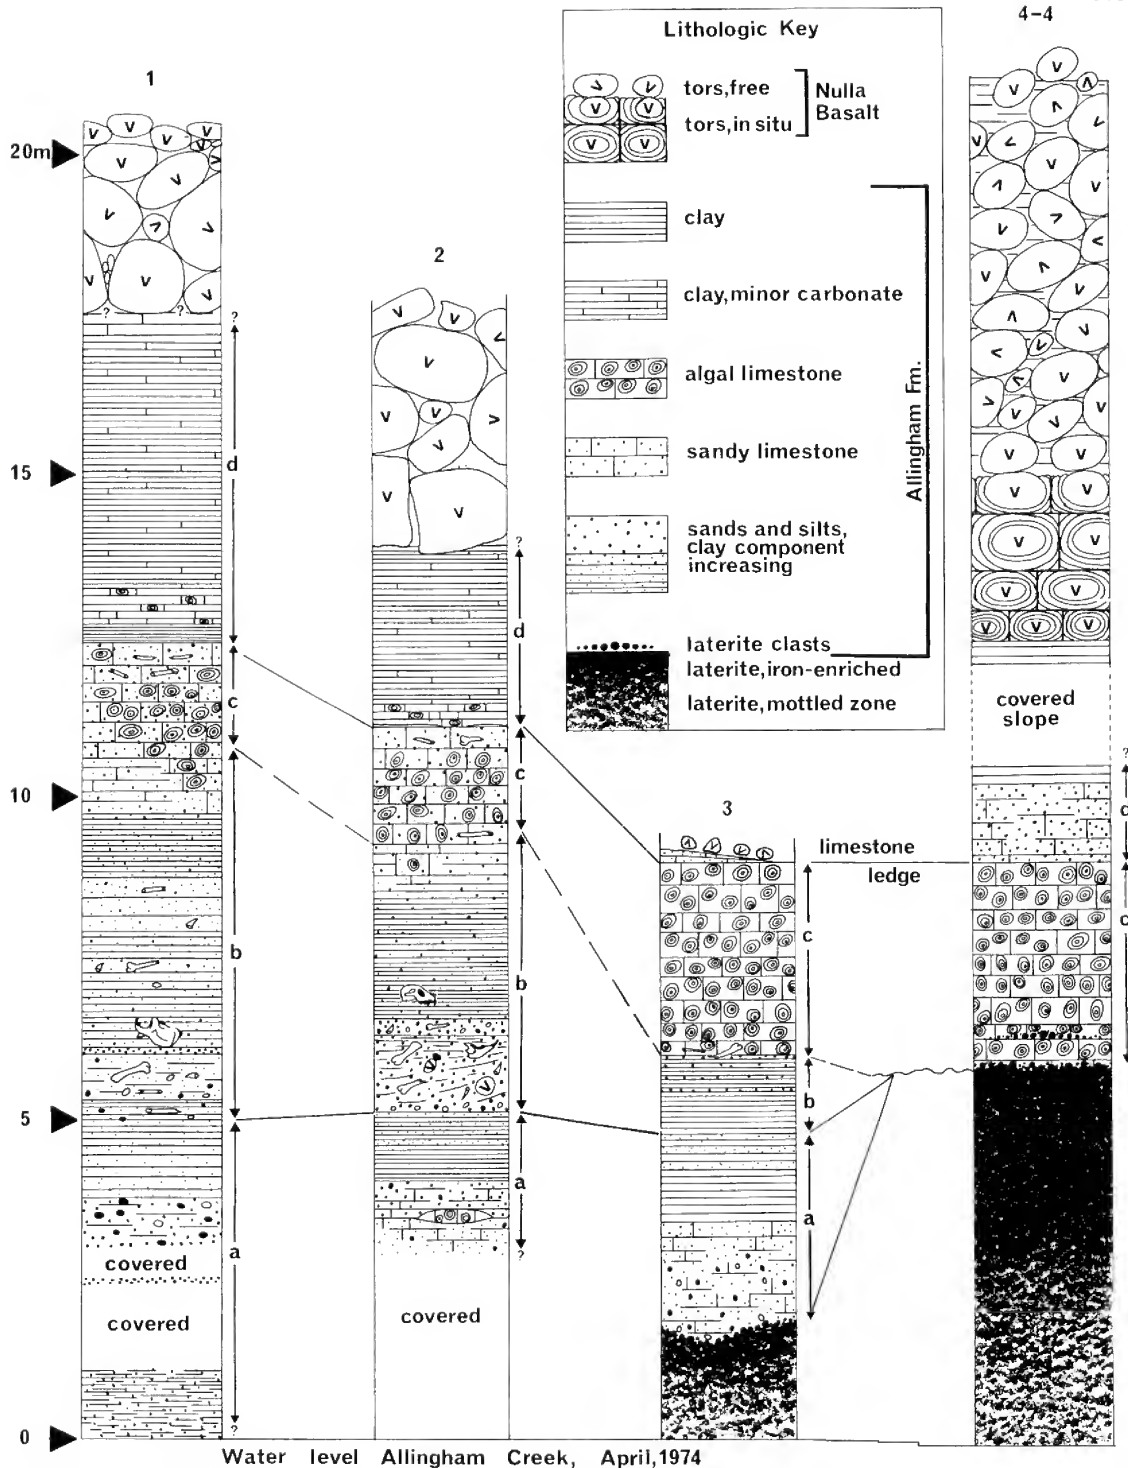 4-4
1
Lithologic Key
tors, free
tors, in situ
Nulla
Basalt
20m
clay
2
clay, minor carbonate
algal limestone
Allingham Fm.
15
sandy limestone
sands and silts,
clay component
increasing
laterite clasts
laterite, iron-enriched
laterite, mottled zone
covered
slope
10
3
limestone
ledge
5
covered
covered
covered
0
Water level Allingham Creek, April, 1974
?
?
?
d
c
b
a
?
?
d
c
b
a
?
c
b
a
?
d
c